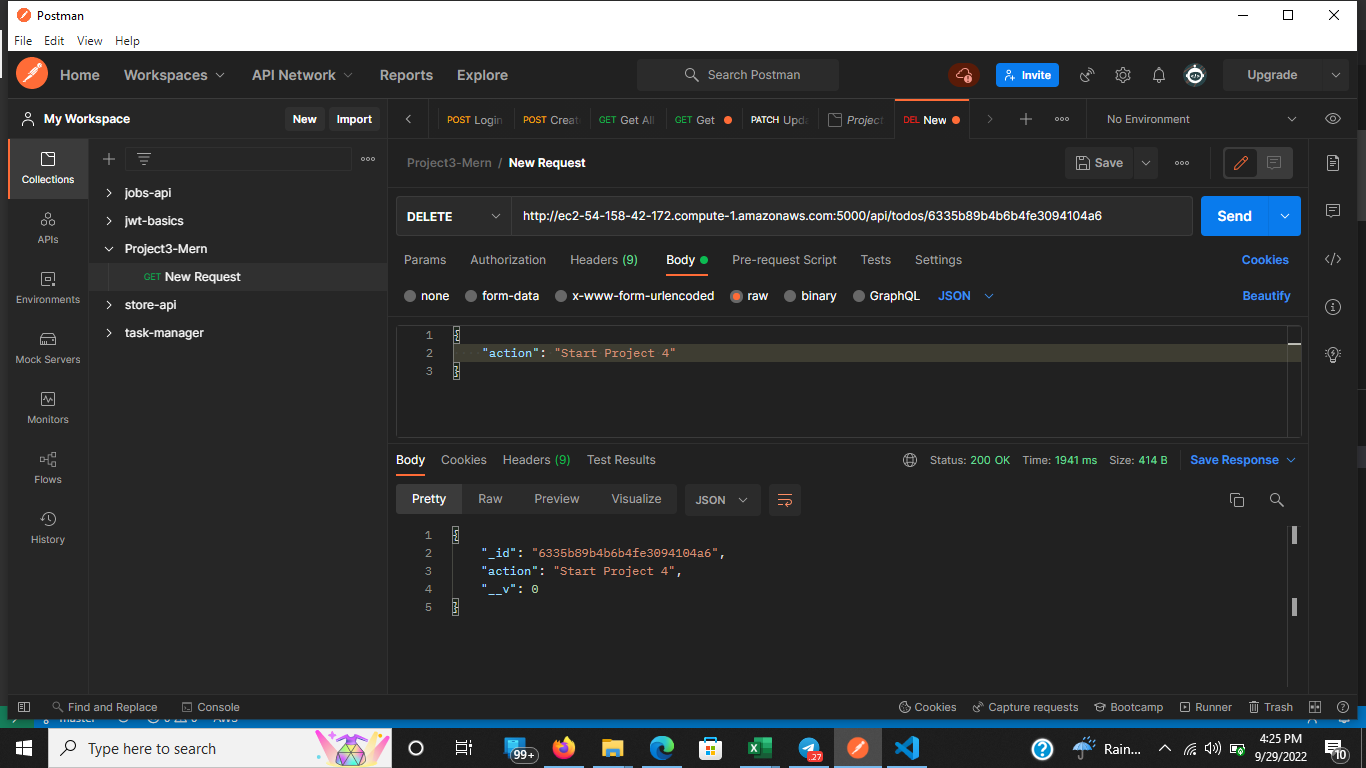 Postman
File Edit View Help
Home Workspaces API Network Reports Explore Search Postman Invite Upgrade
My Workspace New Import
POST Login POST Create GET Get All GET Get PATCH Upda Project DEL New No Environment
Project3-Mern / New Request Save
Collections
APIs
Environments
Mock Servers
Monitors
Flows
History
jobs-api
jwt-basics
Project3-Mern
GET New Request
store-api
task-manager
DELETE http://ec2-54-158-42-172.compute-1.amazonaws.com:5000/api/todos/6335b89b4b6b4fe3094104a6 Send
Params Authorization Headers (9) Body Pre-request Script Tests Settings Cookies
none form-data x-www-form-urlencoded raw binary GraphQL JSON Beautify
1 {
2 "action": "Start Project 4"
3 }
Body Cookies Headers (9) Test Results Status: 200 OK Time: 1941 ms Size: 414 B Save Response
Pretty Raw Preview Visualize JSON
1 {
2 "_id": "6335b89b4b6b4fe3094104a6",
3 "action": "Start Project 4",
4 "__v": 0
5 }
Find and Replace Console Cookies Capture requests Bootcamp Runner Trash
Type here to search 99+ 27 Rain... 4:25 PM
9/29/2022 10